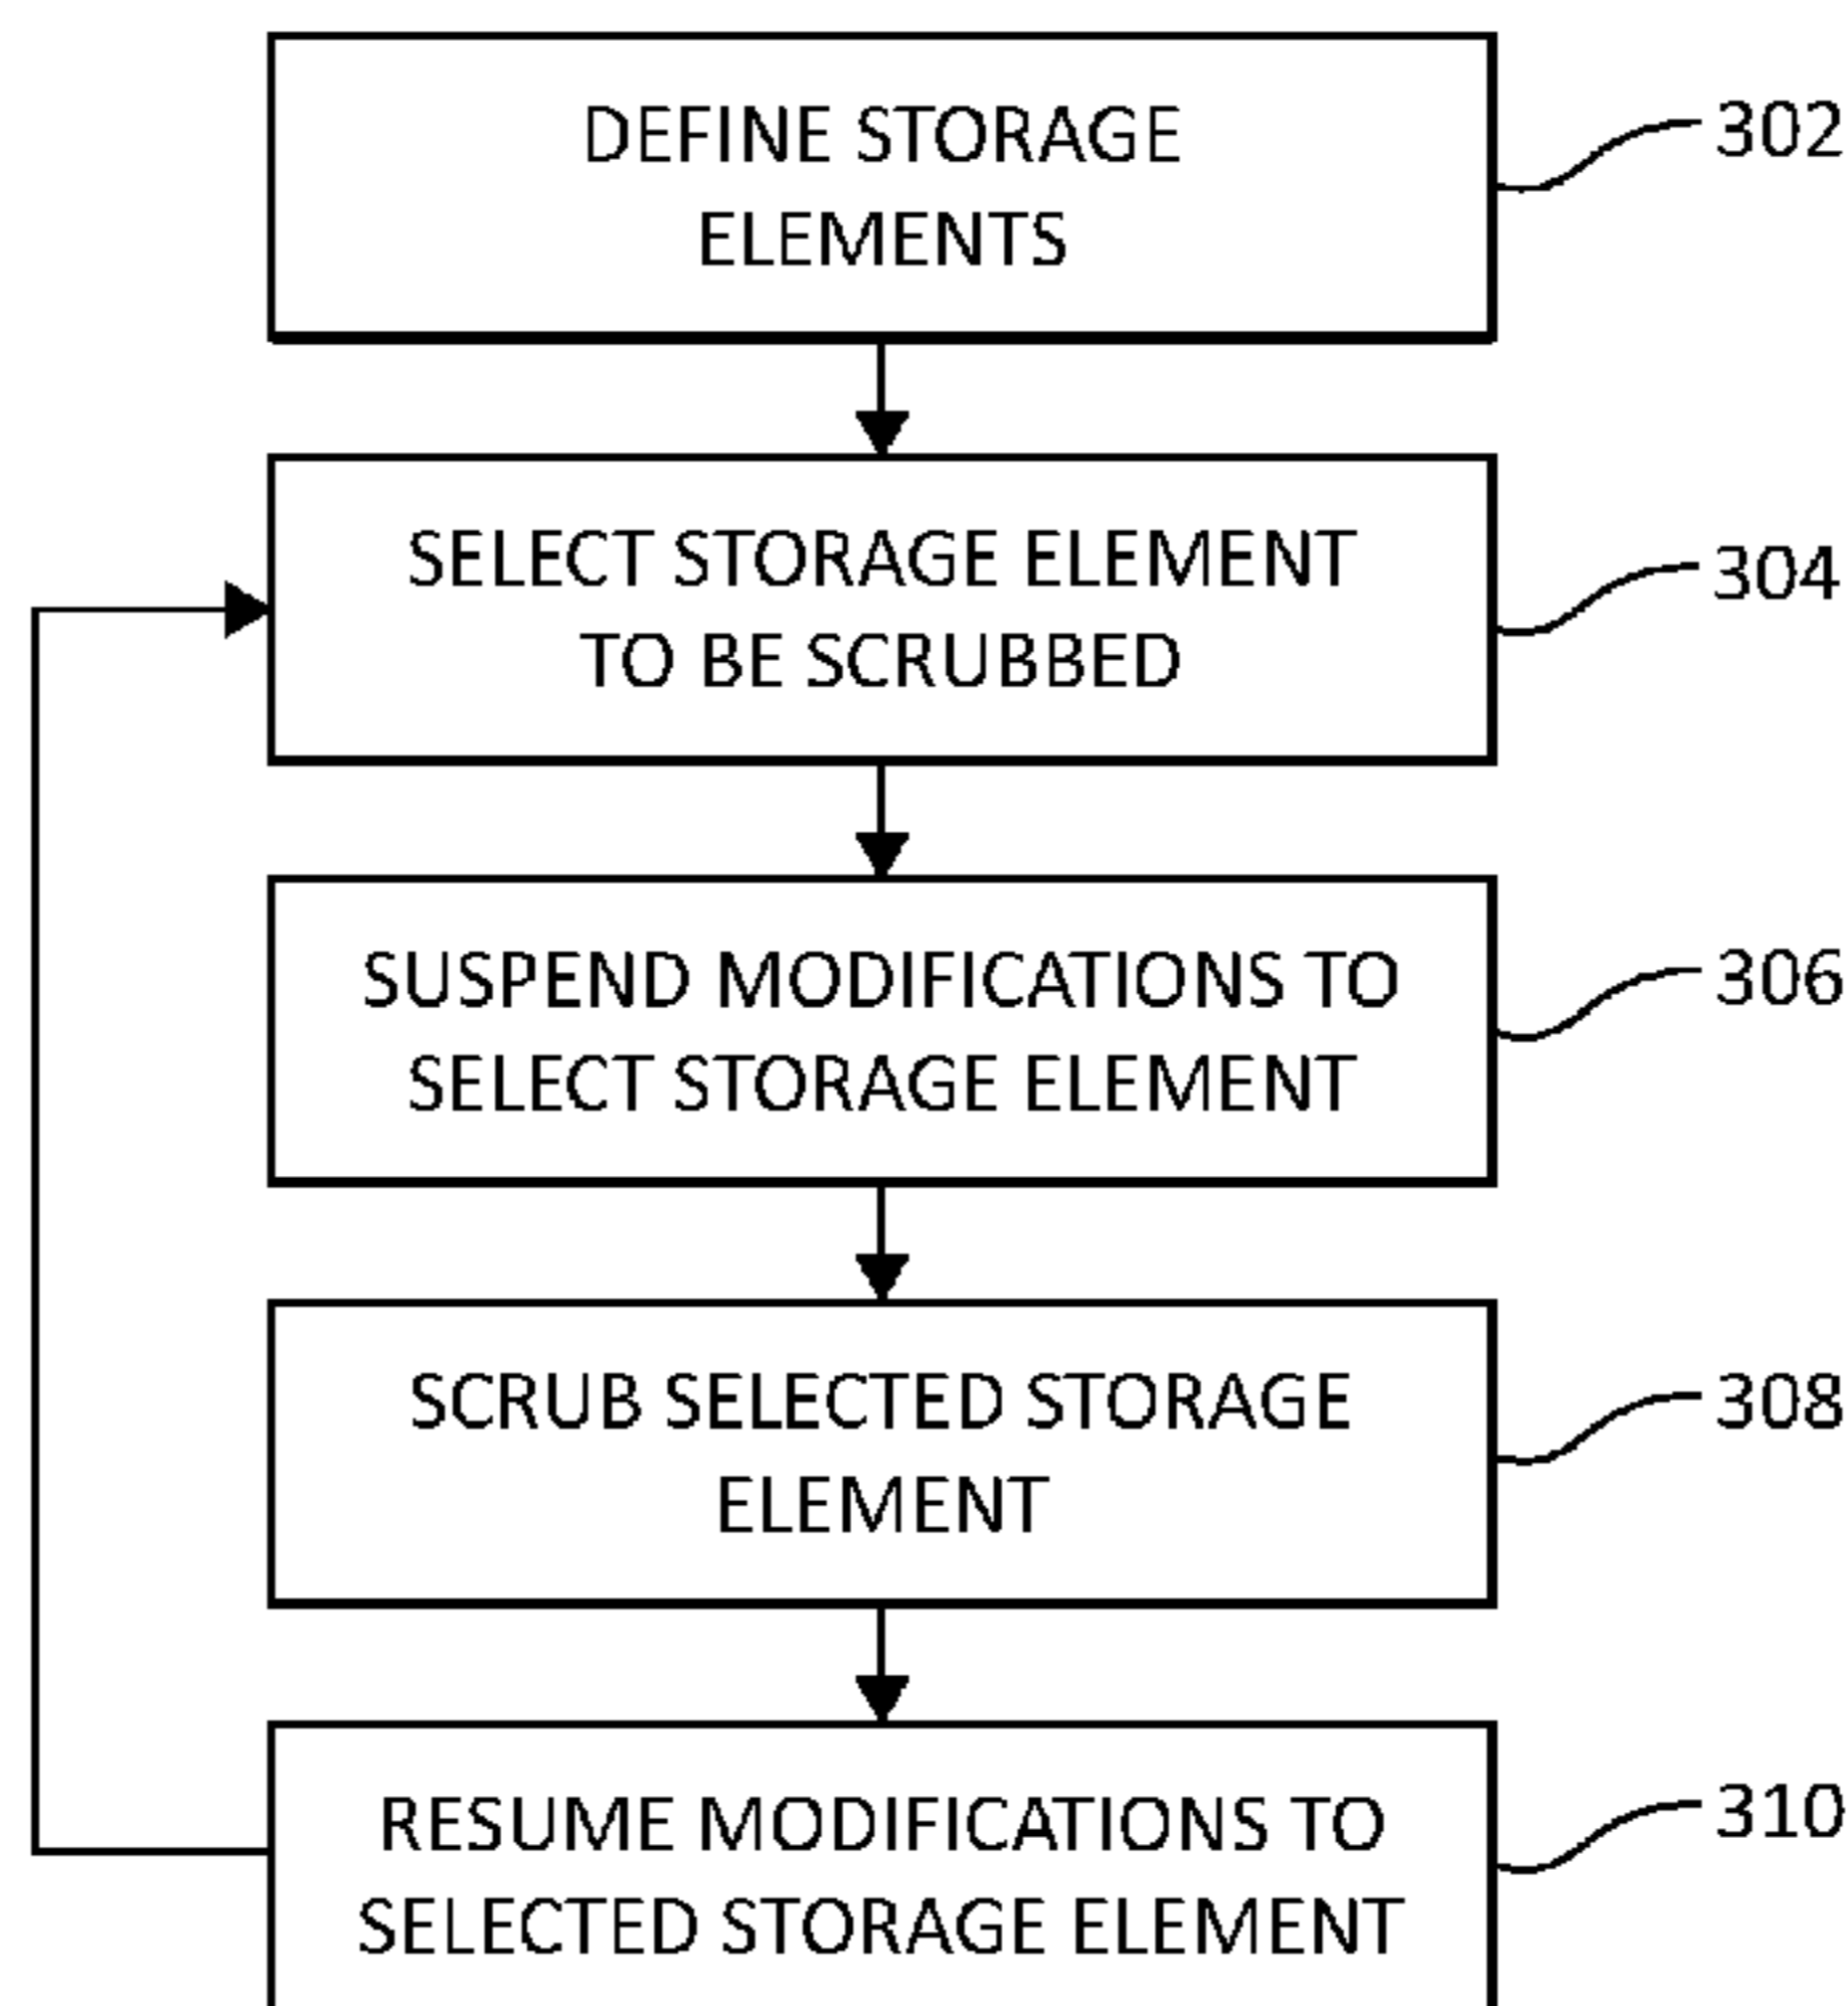 DEFINE STORAGE
ELEMENTS
302
SELECT STORAGE ELEMENT
TO BE SCRUBBED
304
SUSPEND MODIFICATIONS TO
SELECT STORAGE ELEMENT
306
SCRUB SELECTED STORAGE
ELEMENT
308
RESUME MODIFICATIONS TO
SELECTED STORAGE ELEMENT
310